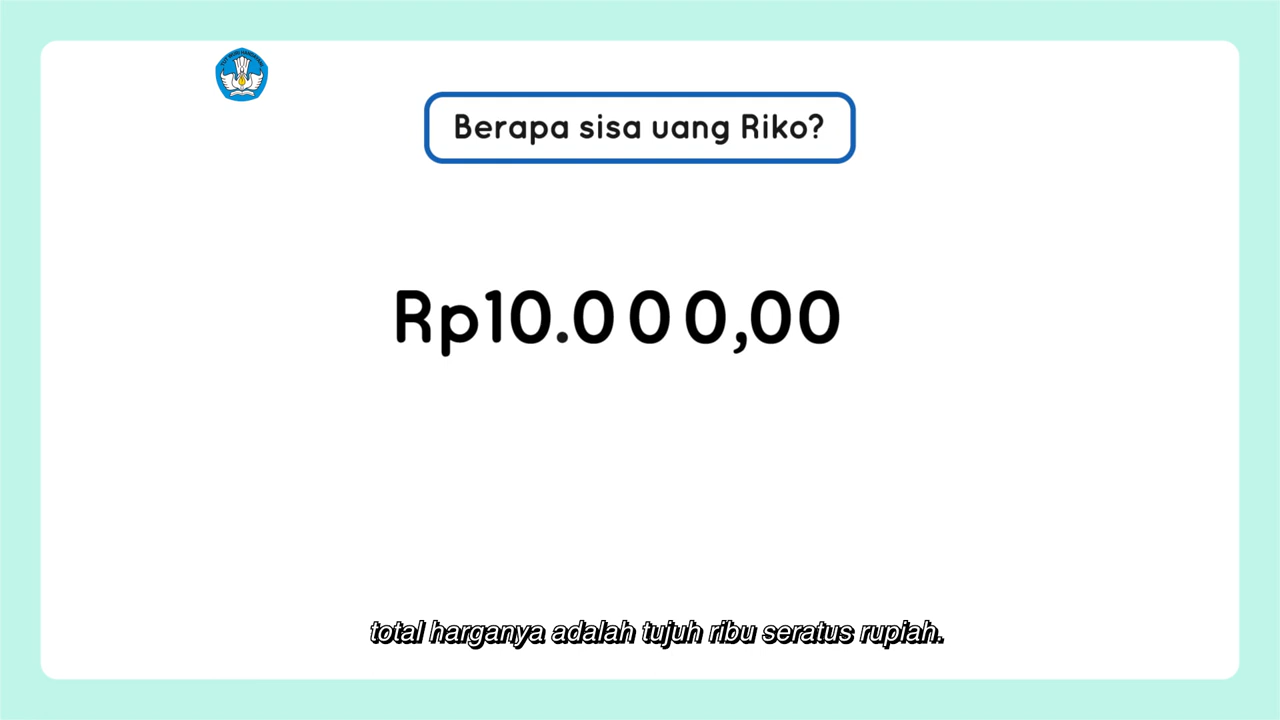 Berapa sisa uang Riko?
Rp10.000,00
total harganya adalah tujuh ribu seratus rupiah.